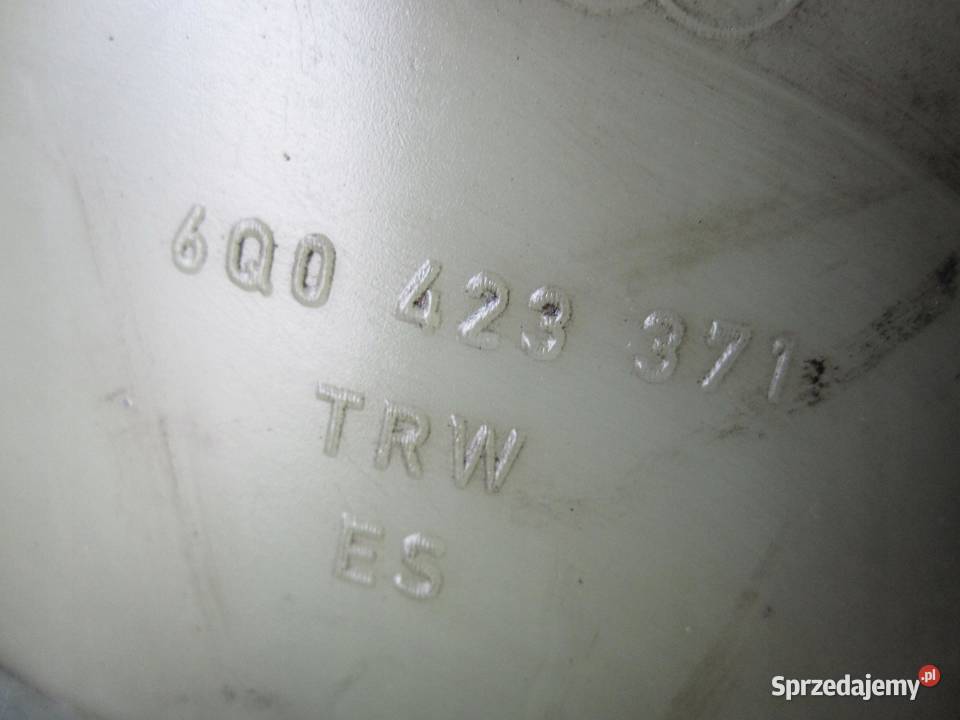 6Q0 423 371
TRW
ES
Sprzedajemy.pl